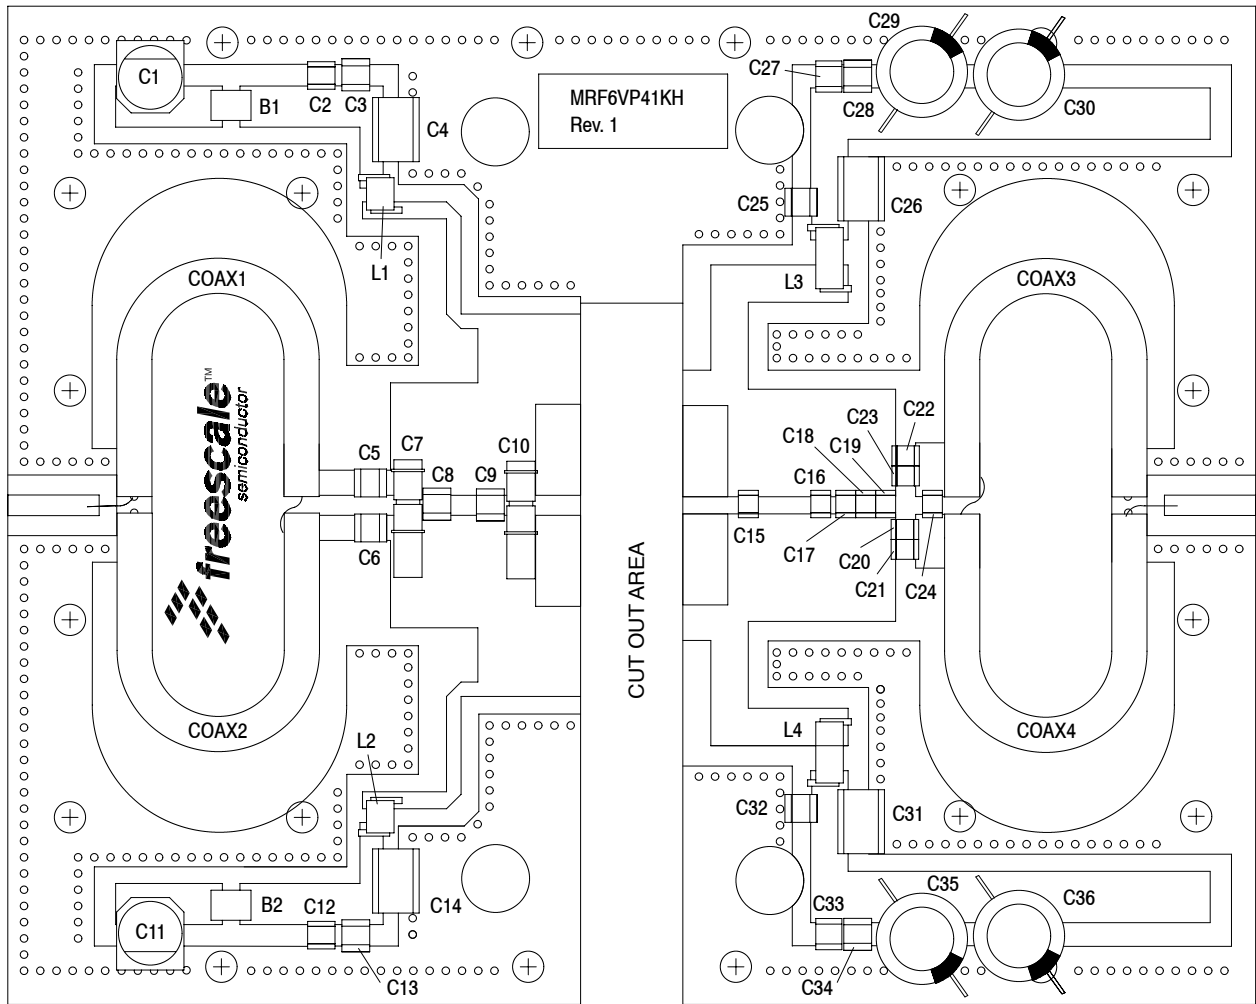 C29
C1
C27
B1
C2 C3
MRF6VP41KH
Rev. 1
C28
C30
C4
C25
C26
L1
L3
COAX1
COAX3
freescale™
semiconductor
C23 C22
C5 C7
C10
C18 C19
C8 C9
C16
C6
C15 C17
C20
C21 C24
CUT OUT AREA
COAX2
L2
L4
COAX4
C32
C31
C11
B2
C12
C14
C13
C33
C35
C36
C34